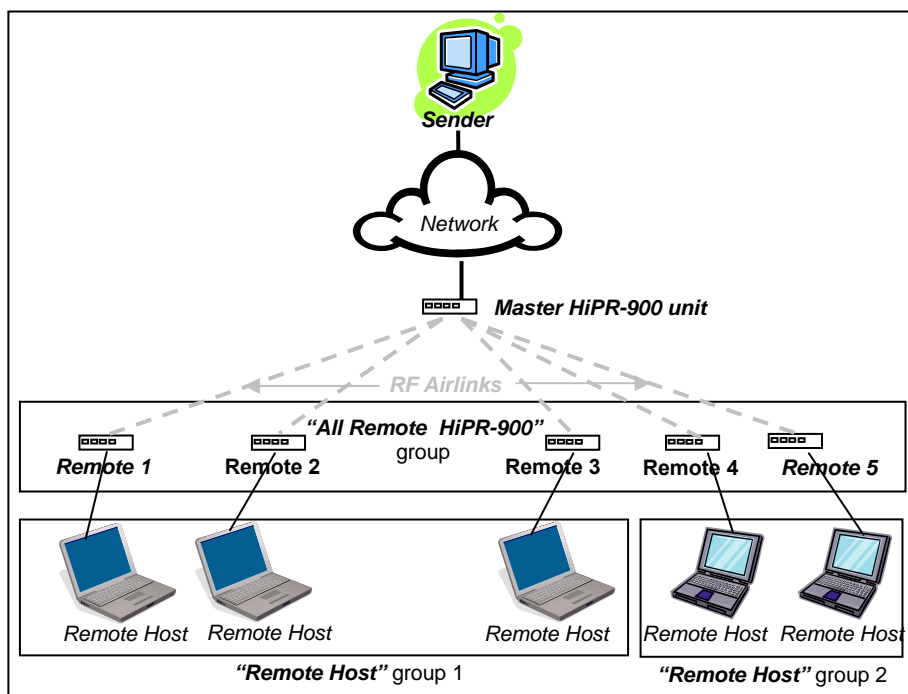 Sender
Network
Master HiPR-900 unit
RF Airlinks
“All Remote HiPR-900”
group
Remote 1
Remote 2
Remote 3
Remote 4
Remote 5
Remote Host
Remote Host
Remote Host
Remote Host
Remote Host
“Remote Host” group 1
“Remote Host” group 2